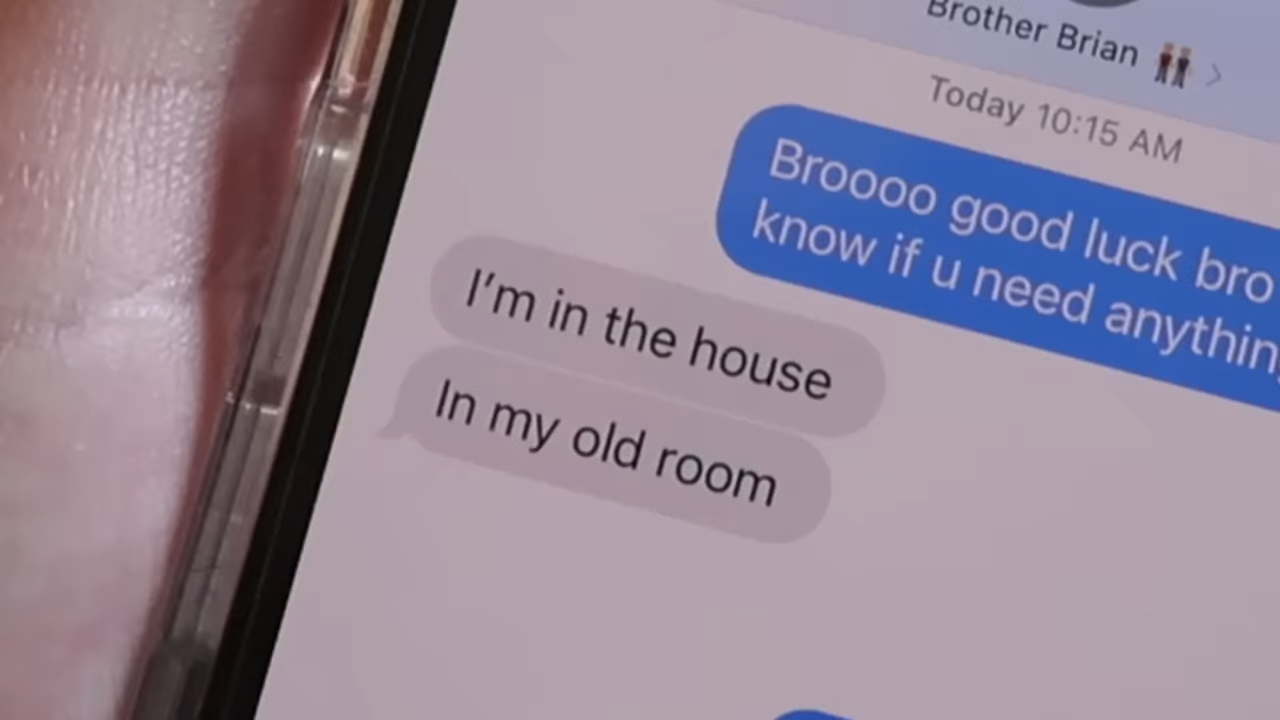 Brother Brian 👬 >
Today 10:15 AM
Broooo good luck bro
know if u need anythin
I'm in the house
In my old room